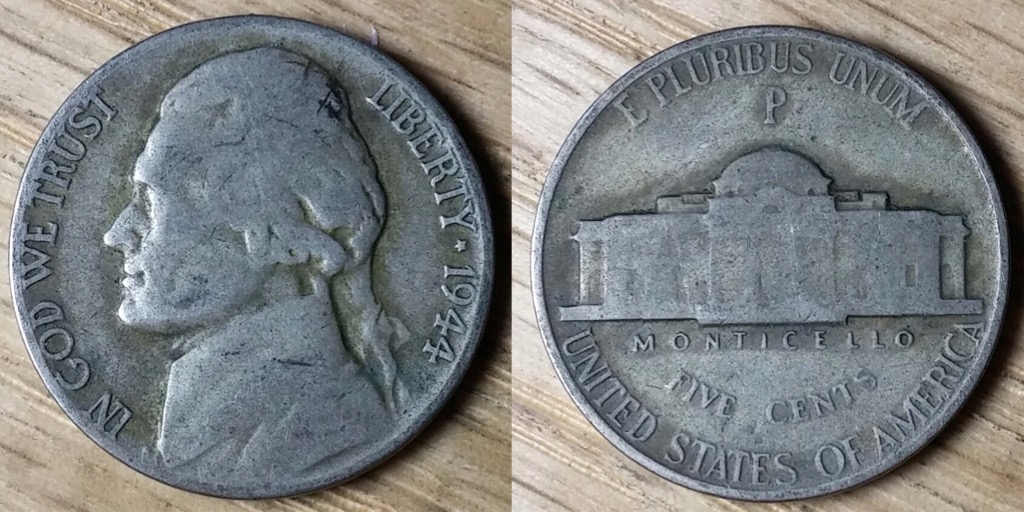 IN GOD WE TRUST
LIBERTY ★ 1944
E PLURIBUS UNUM
P
MONTICELLO
FIVE CENTS
UNITED STATES OF AMERICA